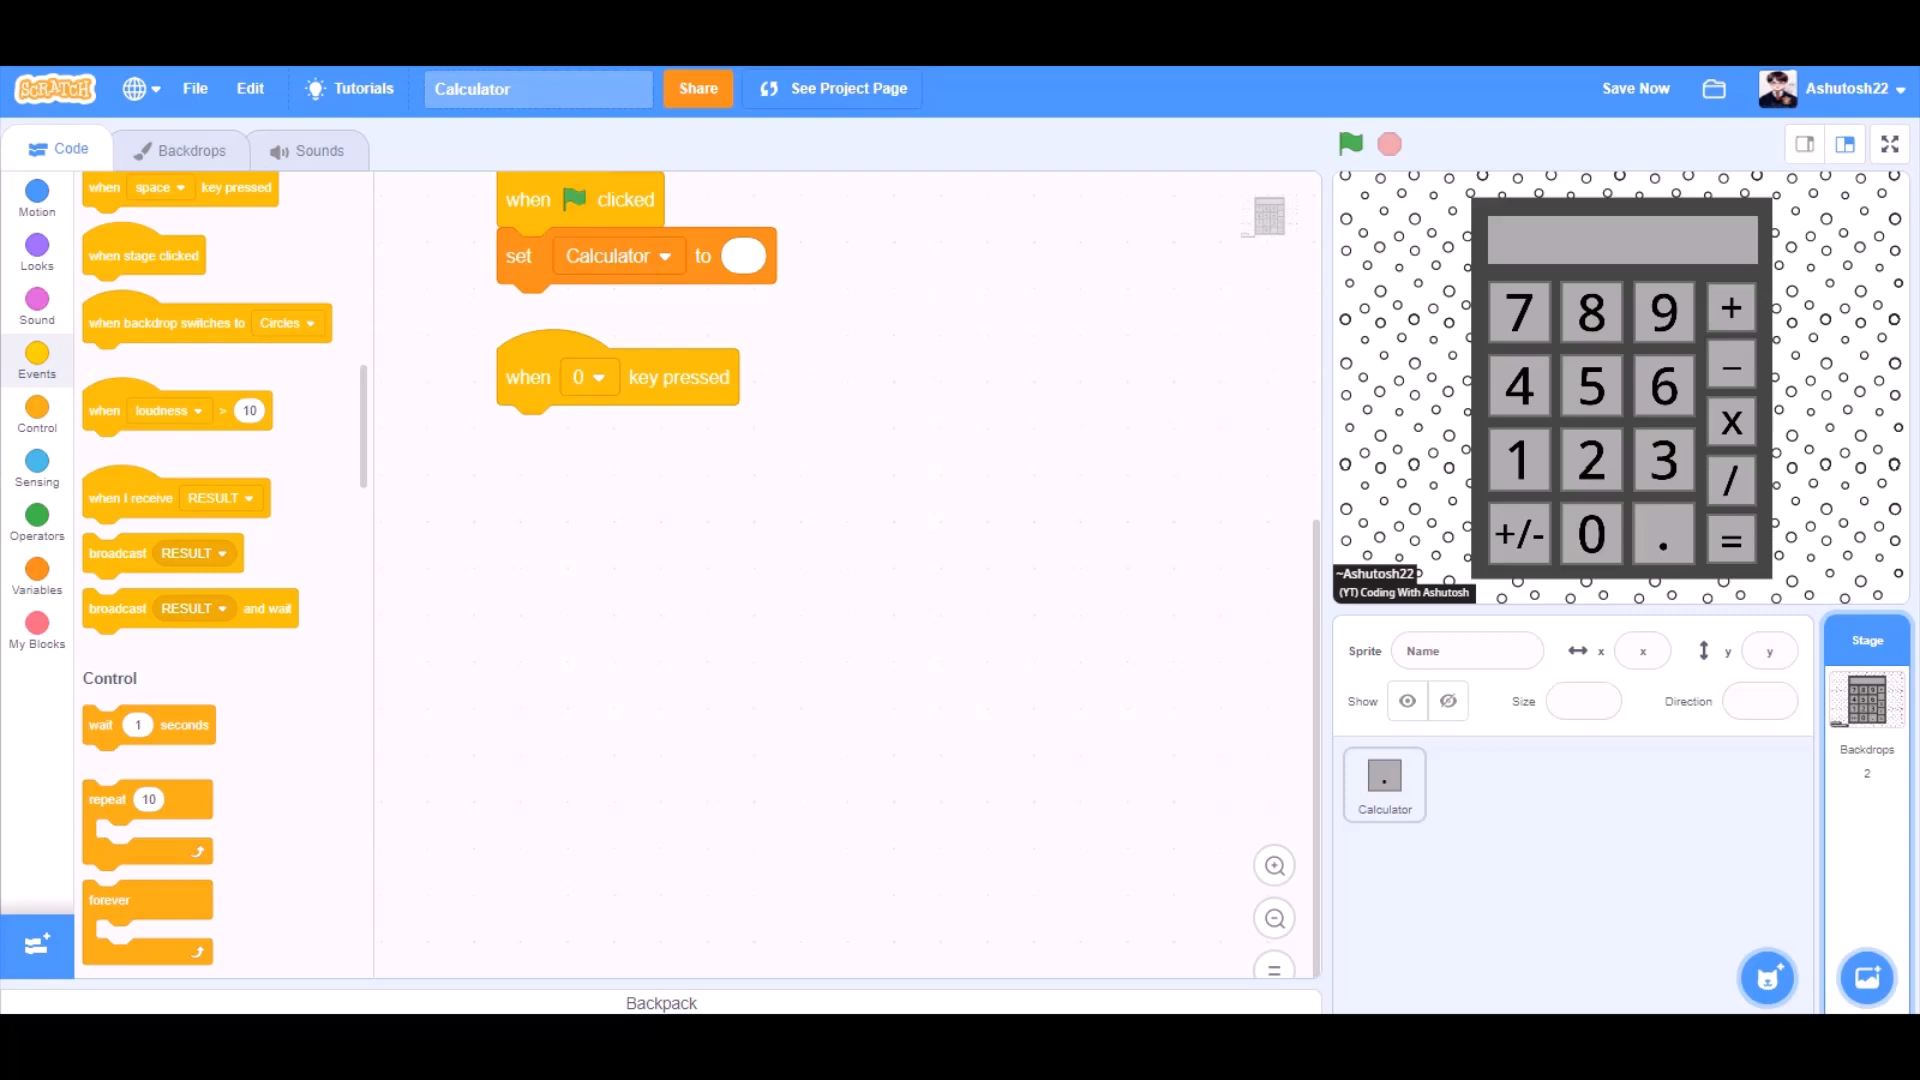 SCRATCH File Edit Tutorials Calculator Share See Project Page Save Now Ashutosh22
Code Backdrops Sounds
Motion
Looks
Sound
Events
Control
Sensing
Operators
Variables
My Blocks
when space key pressed
when stage clicked
when backdrop switches to Circles
when loudness > 10
when I receive RESULT
broadcast RESULT
broadcast RESULT and wait
Control
wait 1 seconds
repeat 10
forever
when clicked
set Calculator to
when 0 key pressed
Backpack
7 8 9 +
4 5 6 −
x
1 2 3
/
+/- 0 . =
~Ashutosh22
(YT) Coding With Ashutosh
Sprite Name x x y y
Show Size Direction
.
Calculator
Stage
Backdrops
2